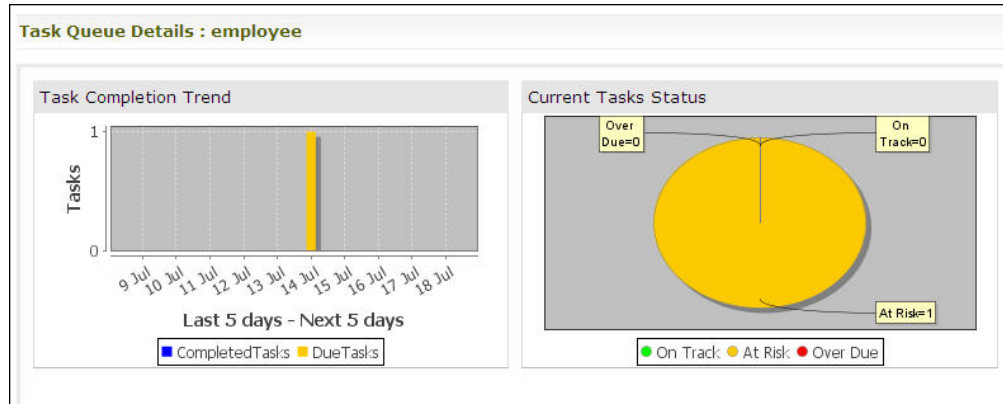 Task Queue Details : employee
Task Completion Trend
1
Tasks
0
9 Jul
10 Jul
11 Jul
12 Jul
13 Jul
14 Jul
15 Jul
16 Jul
17 Jul
18 Jul
Last 5 days - Next 5 days
CompletedTasks DueTasks
Current Tasks Status
Over
Due=0
On
Track=0
At Risk=1
On Track At Risk Over Due